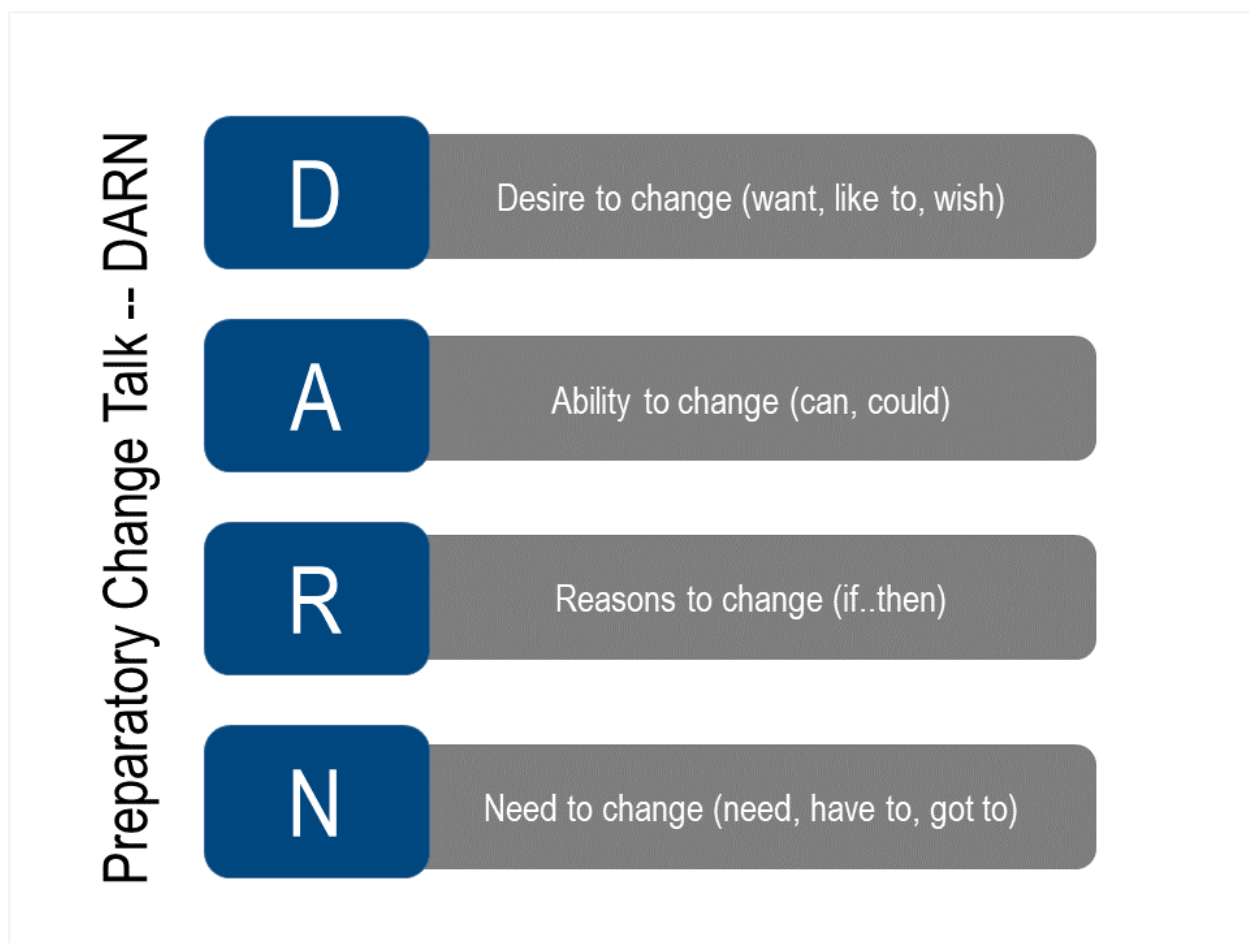 Preparatory Change Talk -- DARN
D
Desire to change (want, like to, wish)
A
Ability to change (can, could)
R
Reasons to change (if..then)
N
Need to change (need, have to, got to)